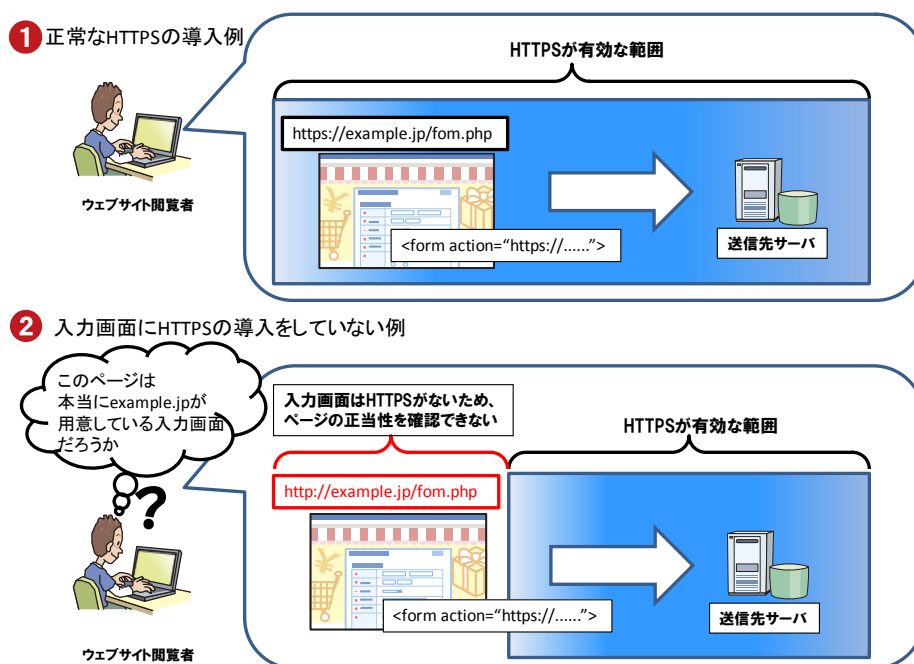 1 正常なHTTPSの導入例
HTTPSが有効な範囲
https://example.jp/fom.php
<form action=“https://......”>
送信先サーバ
ウェブサイト閲覧者
2 入力画面にHTTPSの導入をしていない例
このページは
本当にexample.jpが
用意している入力画面
だろうか
?
入力画面はHTTPSがないため、
ページの正当性を確認できない
HTTPSが有効な範囲
http://example.jp/fom.php
<form action=“https://......”>
送信先サーバ
ウェブサイト閲覧者